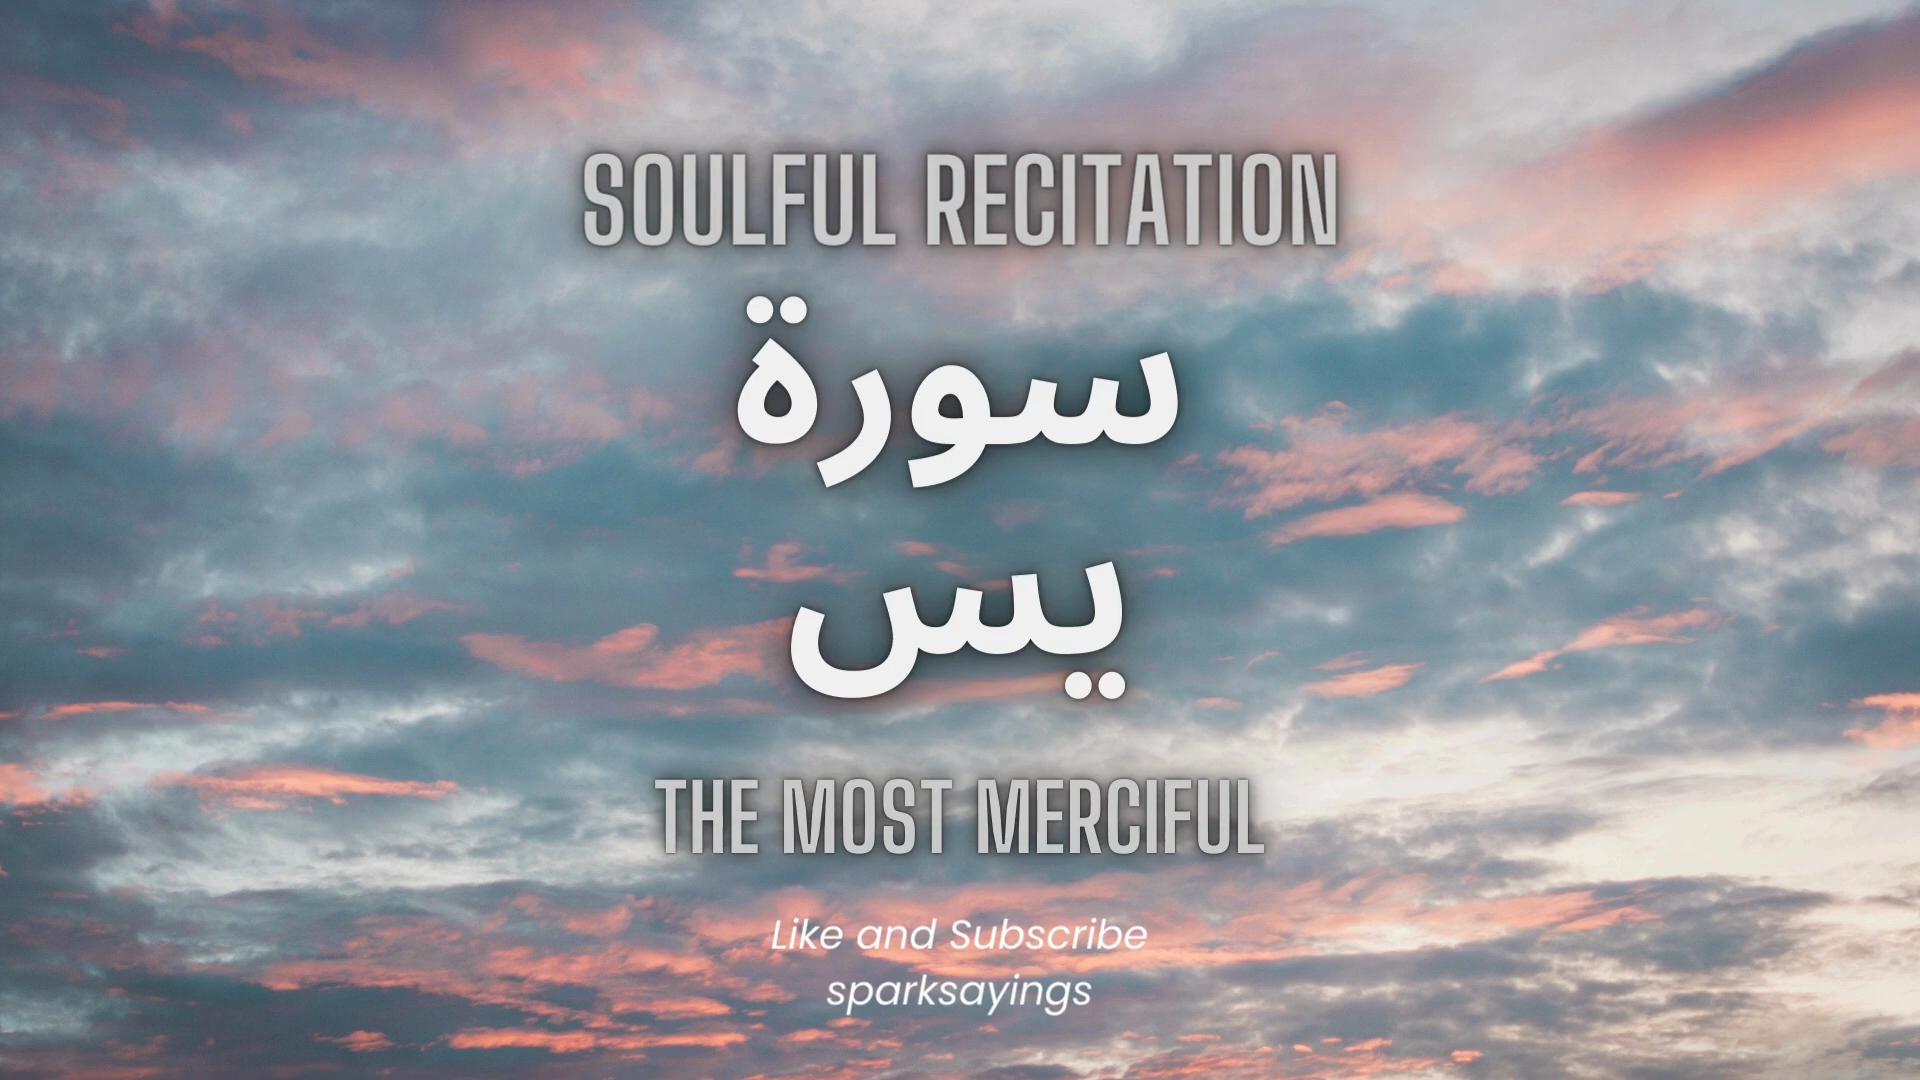 SOULFUL RECITATION
سورة
يس
THE MOST MERCIFUL
Like and Subscribe
sparksayings